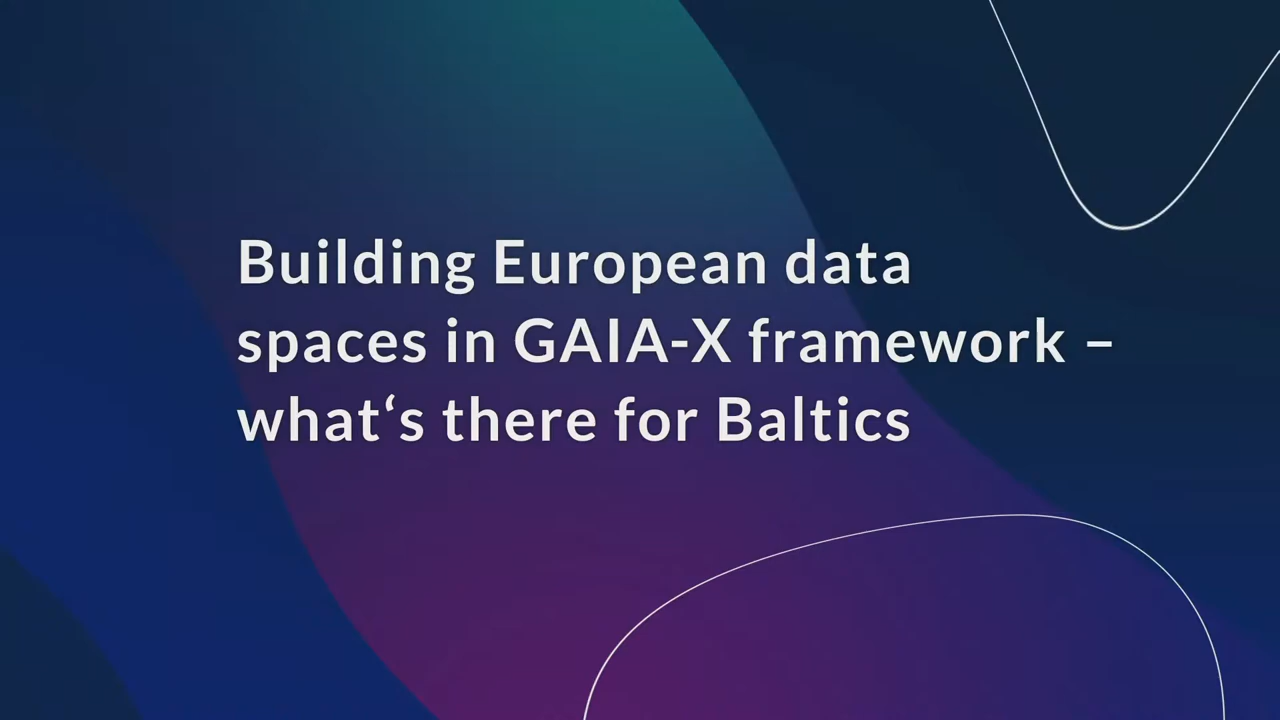 Building European data
spaces in GAIA-X framework –
what‘s there for Baltics